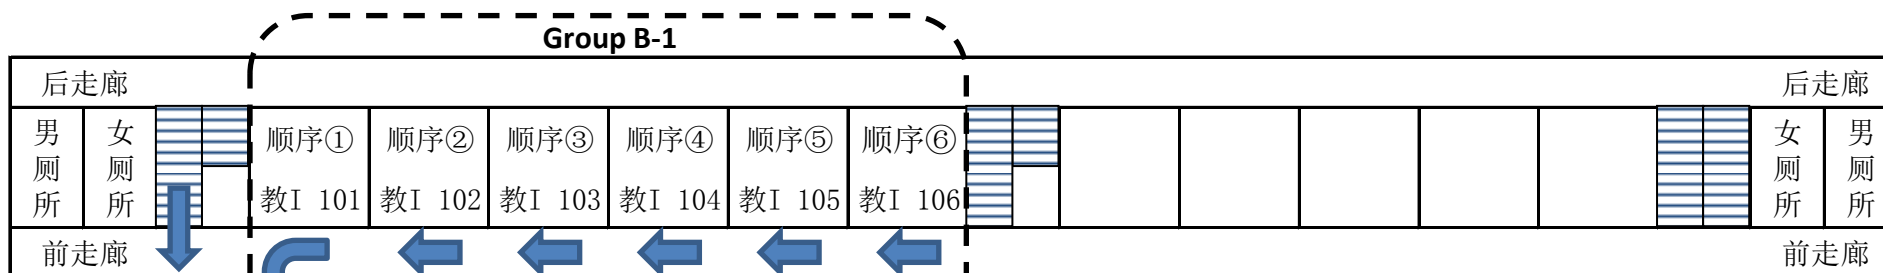 Group B-1
后走廊 后走廊
男厕所 女厕所 顺序① 顺序② 顺序③ 顺序④ 顺序⑤ 顺序⑥ 女厕所 男厕所
教I 101 教I 102 教I 103 教I 104 教I 105 教I 106
前走廊 前走廊